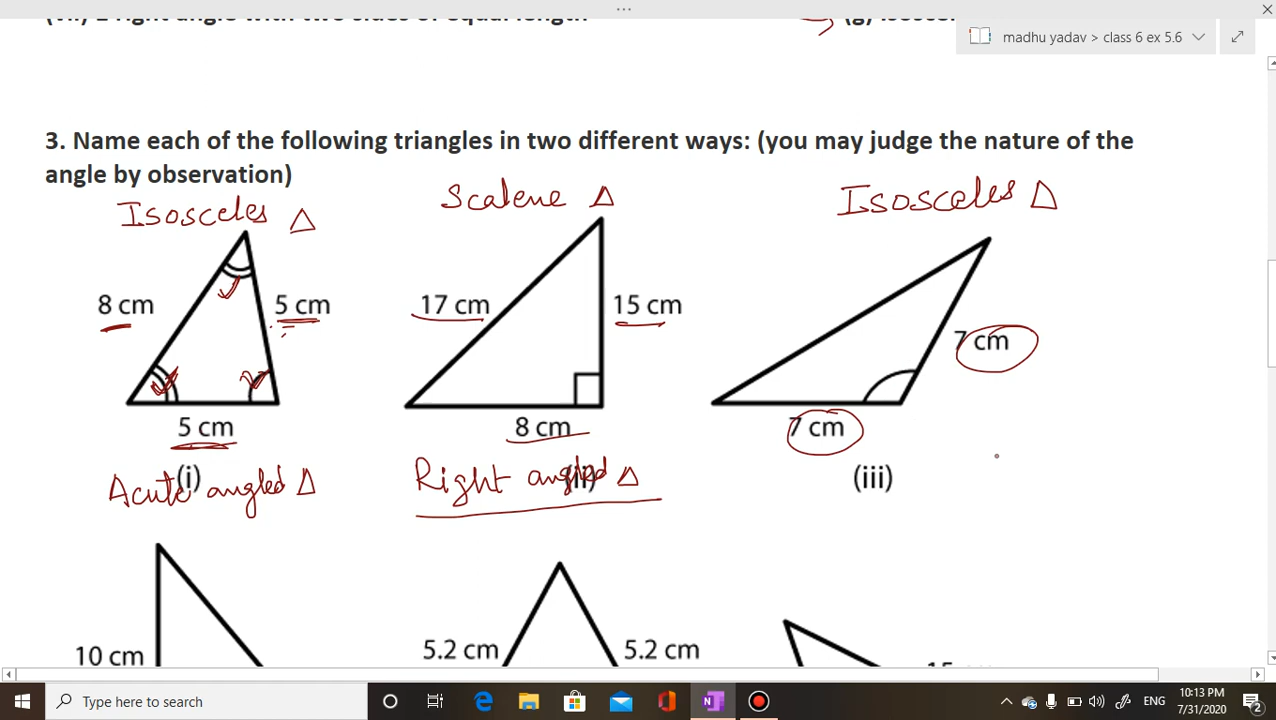 madhu yadav > class 6 ex 5.6
3. Name each of the following triangles in two different ways: (you may judge the nature of the
angle by observation)
Isosceles Δ
Scalene Δ
Isosceles Δ
8 cm
5 cm
17 cm
15 cm
7 cm
5 cm
8 cm
7 cm
(i)
(ii)
(iii)
Acute angled Δ
Right angled Δ
10 cm
5.2 cm
5.2 cm
Type here to search
ENG
10:13 PM
7/31/2020
2